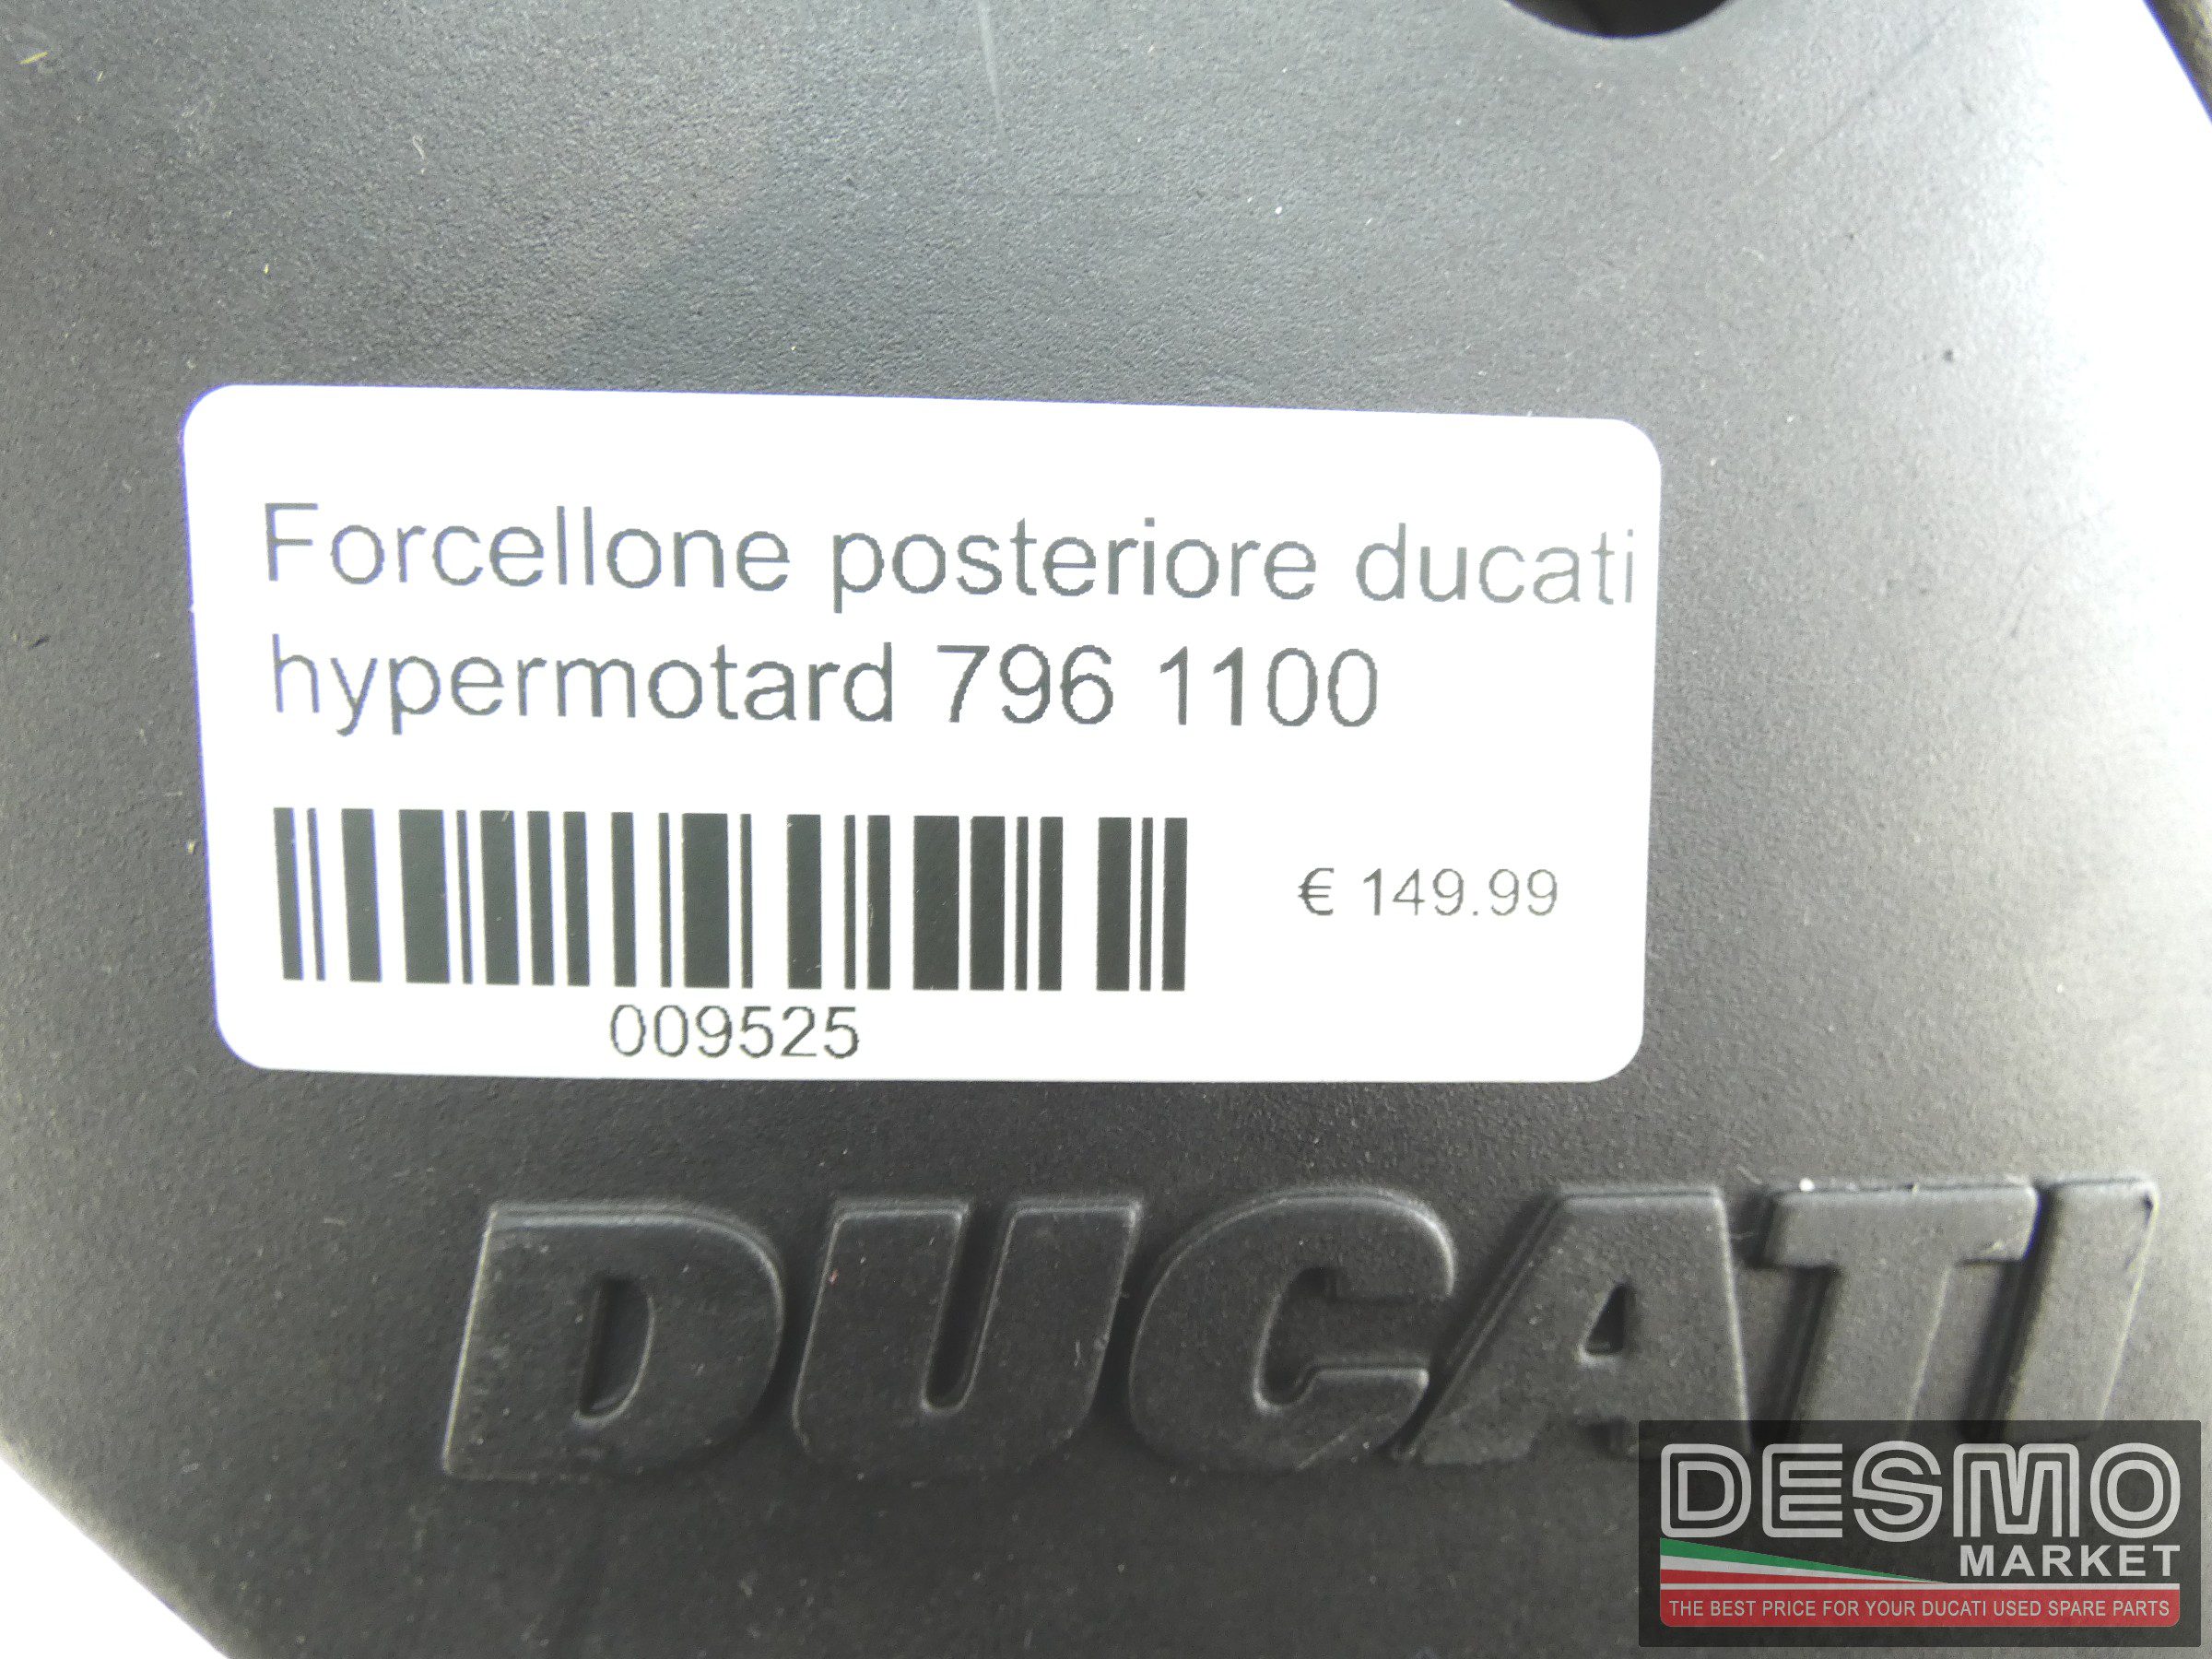 Forcellone posteriore ducati
hypermotard 796 1100
€ 149.99
009525
DUCATI
DESMO
MARKET
THE BEST PRICE FOR YOUR DUCATI USED SPARE PARTS